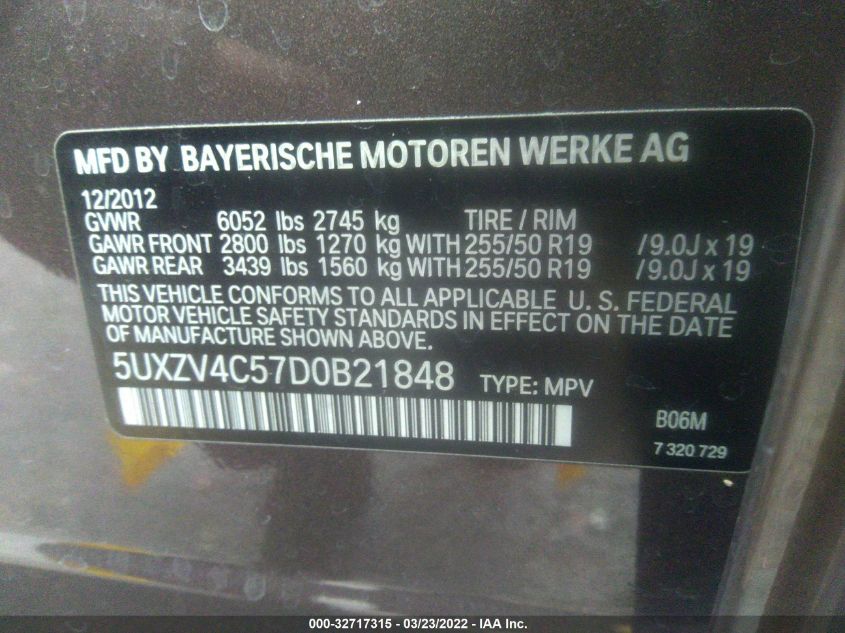 MFD BY BAYERISCHE MOTOREN WERKE AG
12/2012
GVWR 6052 lbs 2745 kg TIRE / RIM
GAWR FRONT 2800 lbs 1270 kg WITH 255/50 R19 /9.0J x 19
GAWR REAR 3439 lbs 1560 kg WITH 255/50 R19 /9.0J x 19
THIS VEHICLE CONFORMS TO ALL APPLICABLE U. S. FEDERAL
MOTOR VEHICLE SAFETY STANDARDS IN EFFECT ON THE DATE
OF MANUFACTURE SHOWN ABOVE.
5UXZV4C57D0B21848 TYPE: MPV
B06M
7 320 729
000-32717315 - 03/23/2022 - IAA Inc.